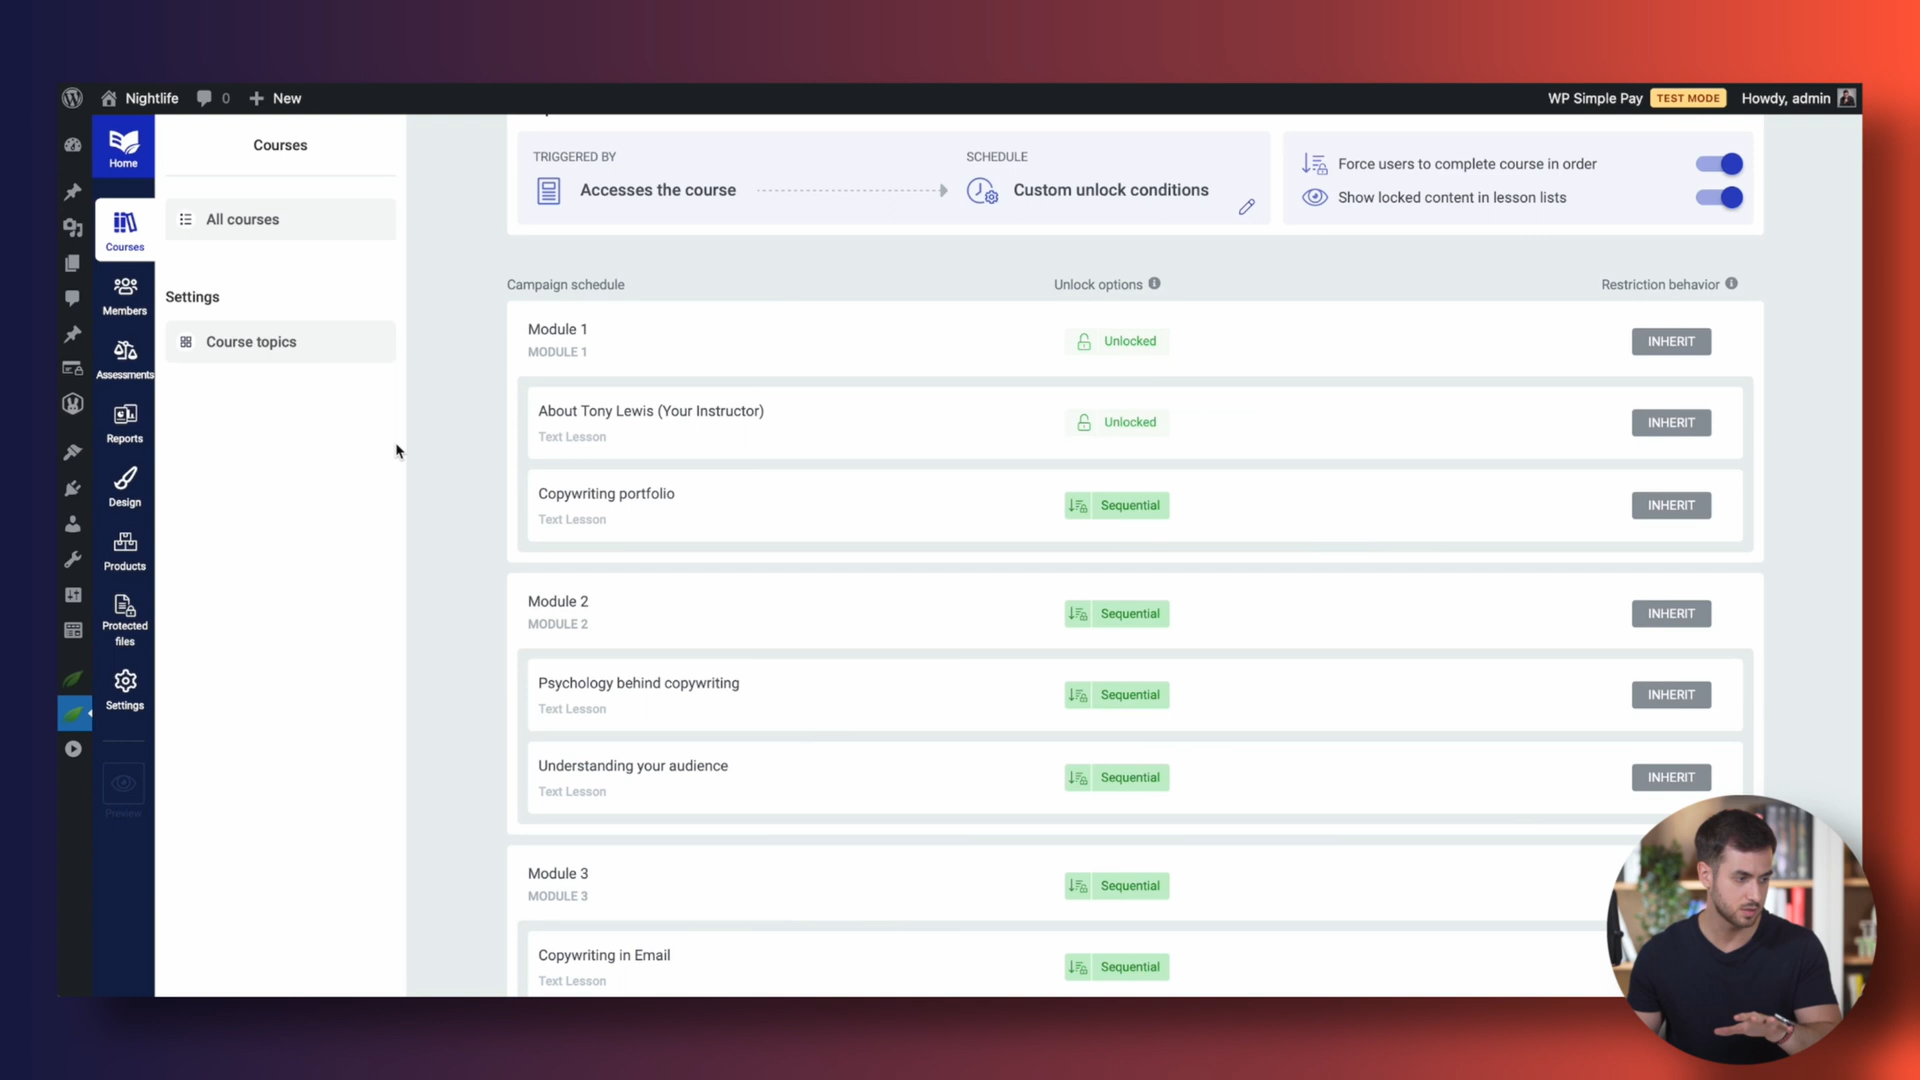 Nightlife
0
New
WP Simple Pay
TEST MODE
Howdy, admin
Home
Courses
Members
Assessments
Reports
Design
Products
Protected
files
Settings
Preview
Courses
All courses
Settings
Course topics
TRIGGERED BY
Accesses the course
SCHEDULE
Custom unlock conditions
Force users to complete course in order
Show locked content in lesson lists
Campaign schedule
Unlock options
Restriction behavior
Module 1
MODULE 1
Unlocked
INHERIT
About Tony Lewis (Your Instructor)
Text Lesson
Unlocked
INHERIT
Copywriting portfolio
Text Lesson
Sequential
INHERIT
Module 2
MODULE 2
Sequential
INHERIT
Psychology behind copywriting
Text Lesson
Sequential
INHERIT
Understanding your audience
Text Lesson
Sequential
INHERIT
Module 3
MODULE 3
Sequential
Copywriting in Email
Text Lesson
Sequential